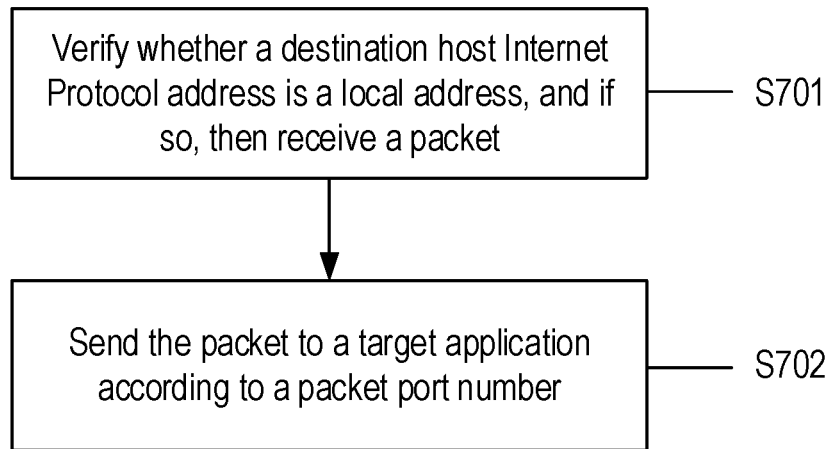 Verify whether a destination host Internet
Protocol address is a local address, and if
so, then receive a packet
S701
Send the packet to a target application
according to a packet port number
S702